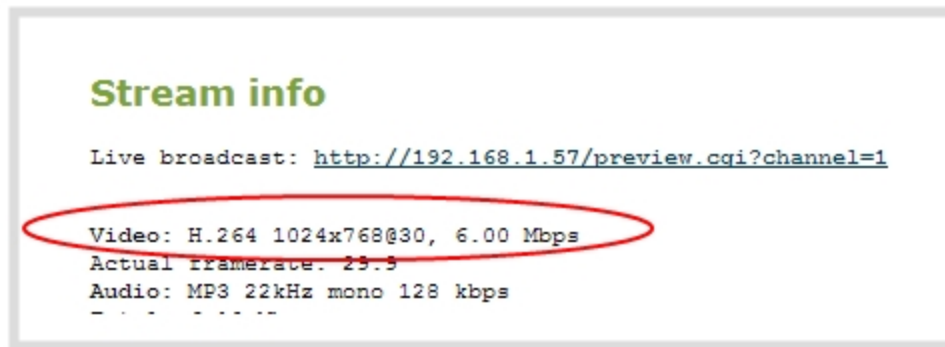 Stream info
Live broadcast: http://192.168.1.57/preview.cgi?channel=1
Video: H.264 1024x768@30, 6.00 Mbps
Actual framerate: 29.9
Audio: MP3 22kHz mono 128 kbps